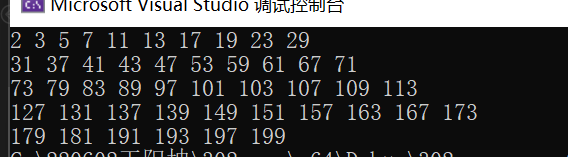 Microsoft Visual Studio 调试控制台
2 3 5 7 11 13 17 19 23 29
31 37 41 43 47 53 59 61 67 71
73 79 83 89 97 101 103 107 109 113
127 131 137 139 149 151 157 163 167 173
179 181 191 193 197 199